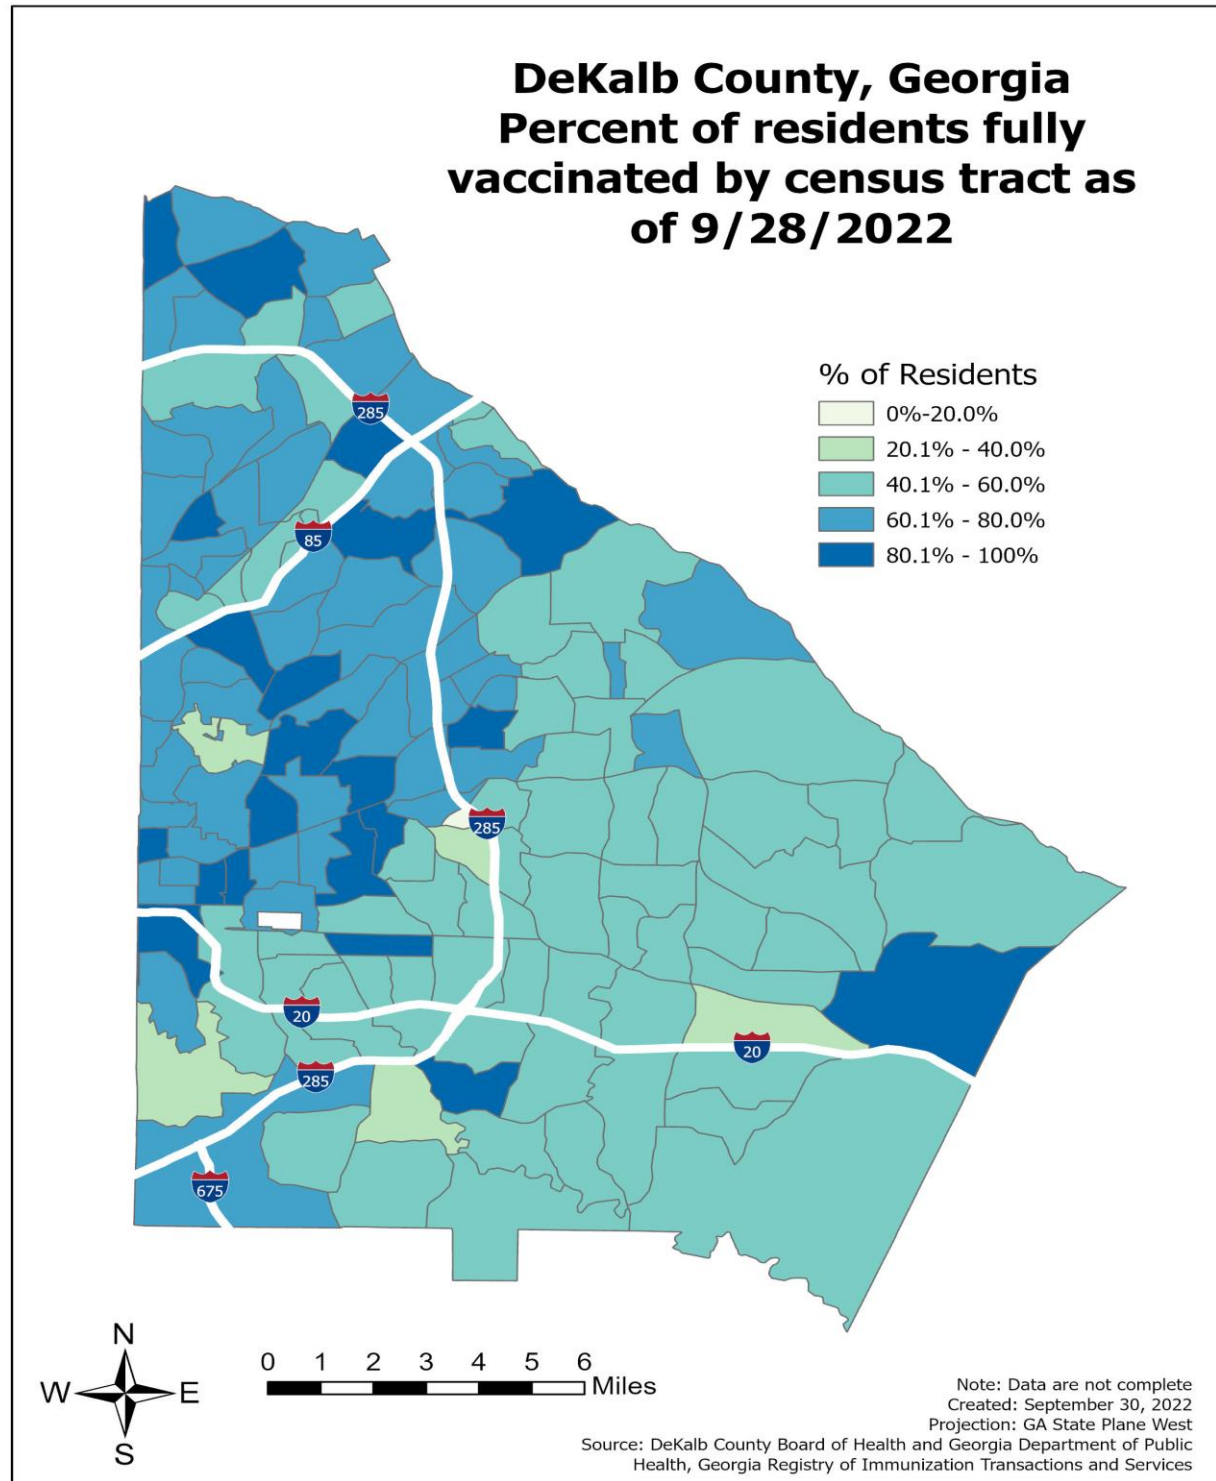 DeKalb County, Georgia
Percent of residents fully
vaccinated by census tract as
of 9/28/2022
% of Residents
0%-20.0%
20.1% - 40.0%
40.1% - 60.0%
60.1% - 80.0%
80.1% - 100%
285
85
285
20
20
285
675
N
W E
S
0 1 2 3 4 5 6
Miles
Note: Data are not complete
Created: September 30, 2022
Projection: GA State Plane West
Source: DeKalb County Board of Health and Georgia Department of Public
Health, Georgia Registry of Immunization Transactions and Services